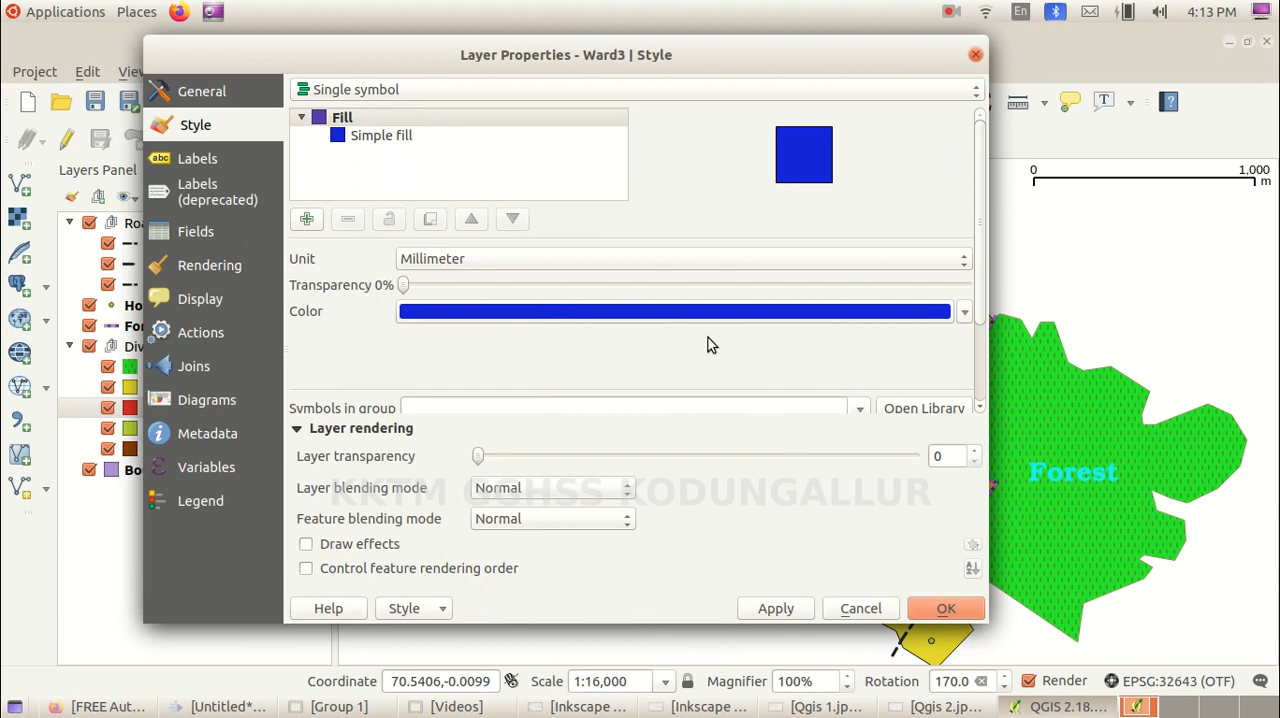 Applications Places En 4:13 PM
Layer Properties - Ward3 | Style
Project Edit
General
Single symbol
Fill
Style
Simple fill
Labels
Layers Panel
0 1,000
m
Labels
(deprecated)
Fields
Unit Millimeter
Rendering
Transparency 0%
Display
Color
Actions
Joins
Diagrams
Symbols in group Open Library
Layer rendering
Metadata
Layer transparency 0
Variables
Forest
Layer blending mode Normal
KKTM GGHSS KODUNGALLUR
Legend
Feature blending mode Normal
Draw effects
Control feature rendering order
Help Style Apply Cancel OK
Coordinate 70.5406,-0.0099 Scale 1:16,000 Magnifier 100% Rotation 170.0 Render EPSG:32643 (OTF)
[FREE Aut... [Untitled*... [Group 1] [Videos] [Inkscape ... [Inkscape ... [Qgis 1.jp... [Qgis 2.jp... QGIS 2.18....